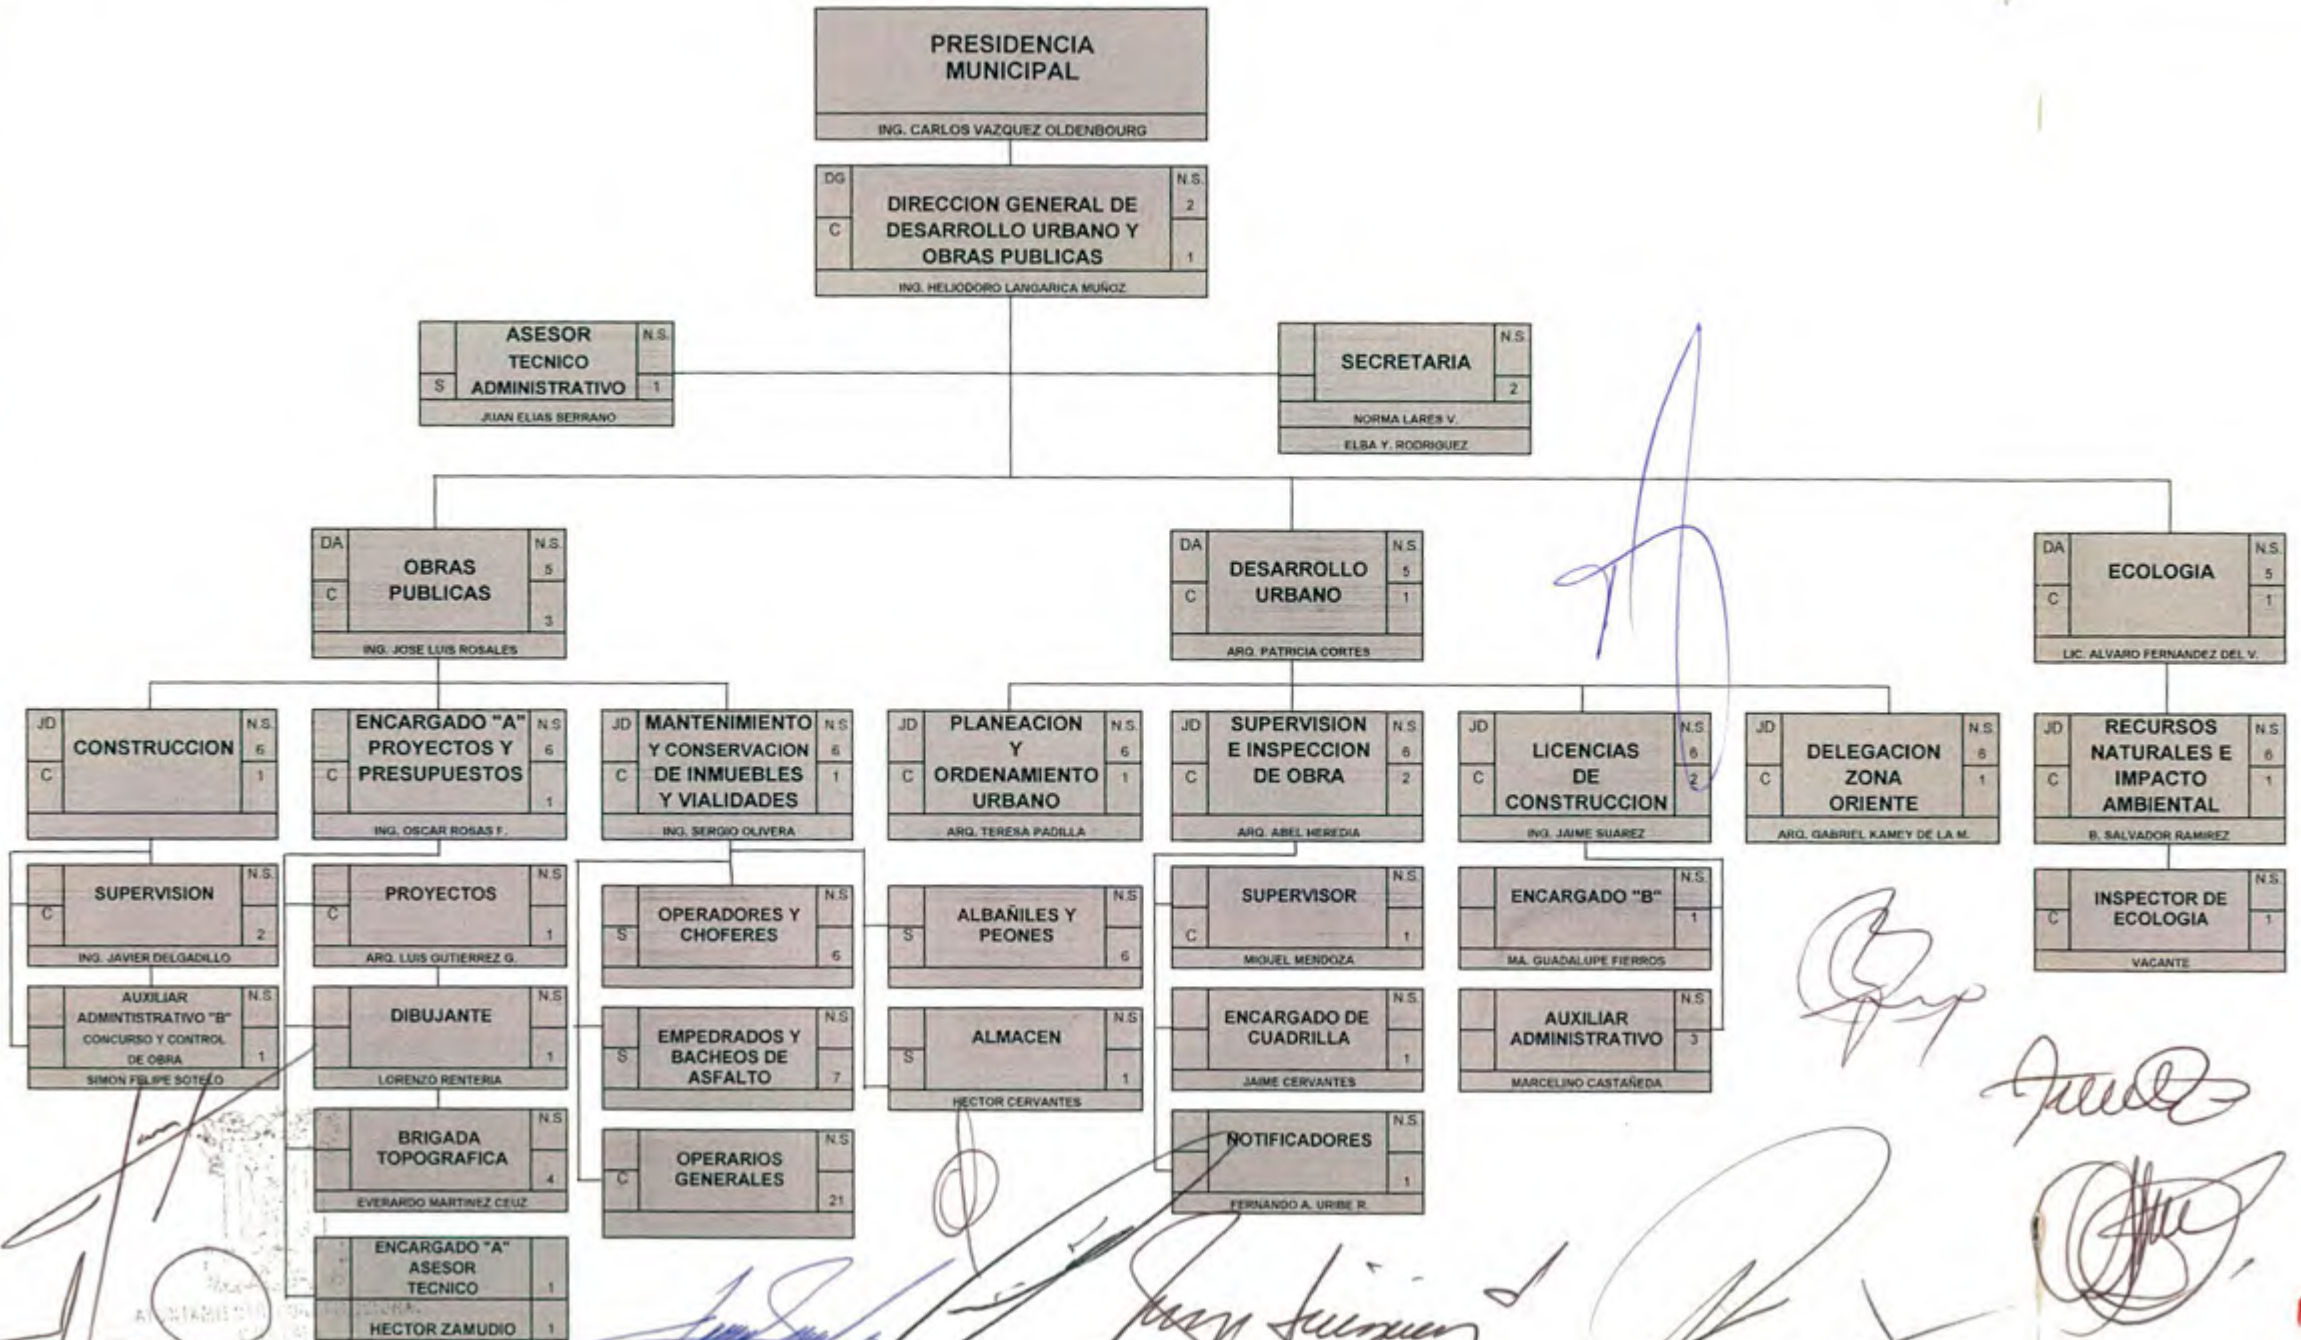 PRESIDENCIA
MUNICIPAL
ING. CARLOS VAZQUEZ OLDENBOURG
DG
N.S.
DIRECCION GENERAL DE
2
DESARROLLO URBANO Y
C
OBRAS PUBLICAS
1
ING. HELIODORO LANGARICA MUÑOZ
ASESOR
N.S.
TECNICO
S
ADMINISTRATIVO
1
JUAN ELIAS SERRANO
N.S
SECRETARIA
2
NORMA LARES V.
ELBA Y. RODRIGUEZ
DA
N.S.
OBRAS
5
PUBLICAS
C
3
ING. JOSE LUIS ROSALES
DA
N.S.
DESARROLLO
5
URBANO
C
1
ARQ. PATRICIA CORTES
DA
N.S.
ECOLOGIA
5
C
1
LIC. ALVARO FERNANDEZ DEL V.
JD
N.S.
CONSTRUCCION
6
C
1
ENCARGADO "A"
N.S
PROYECTOS Y
6
C
PRESUPUESTOS
1
ING. OSCAR ROSAS F.
JD
MANTENIMIENTO
N.S
Y CONSERVACION
6
C
DE INMUEBLES
1
Y VIALIDADES
ING. SERGIO OLIVERA
JD
PLANEACION
N.S.
Y
6
C
ORDENAMIENTO
1
URBANO
ARQ. TERESA PADILLA
JD
SUPERVISION
N.S.
E INSPECCION
6
C
DE OBRA
2
ARQ. ABEL HEREDIA
JD
N.S.
LICENCIAS
6
C
DE
2
CONSTRUCCION
ING. JAIME SUAREZ
JD
N.S.
DELEGACION
6
C
ZONA
1
ORIENTE
ARQ. GABRIEL KAMEY DE LA M.
JD
RECURSOS
N.S.
NATURALES E
6
C
IMPACTO
1
AMBIENTAL
B. SALVADOR RAMIREZ
N.S.
SUPERVISION
C
2
ING. JAVIER DELGADILLO
N.S
PROYECTOS
C
1
ARQ. LUIS GUTIERREZ G.
N.S
OPERADORES Y
S
CHOFERES
6
N.S
ALBAÑILES Y
S
PEONES
6
N.S.
SUPERVISOR
C
1
MIGUEL MENDOZA
N.S.
ENCARGADO "B"
1
MA. GUADALUPE FIERROS
N.S.
INSPECTOR DE
C
ECOLOGIA
1
VACANTE
AUXILIAR
N.S
ADMINTISTRATIVO "B"
CONCURSO Y CONTROL
DE OBRA
1
SIMON FELIPE SOTELO
N.S
DIBUJANTE
1
LORENZO RENTERIA
N.S
EMPEDRADOS Y
S
BACHEOS DE
ASFALTO
7
N.S
ALMACEN
S
1
HECTOR CERVANTES
N.S.
ENCARGADO DE
CUADRILLA
1
JAIME CERVANTES
N.S
AUXILIAR
ADMINISTRATIVO
3
MARCELINO CASTAÑEDA
N.S
BRIGADA
TOPOGRAFICA
4
EVERARDO MARTINEZ CEUZ
N.S
OPERARIOS
C
GENERALES
21
N.S.
NOTIFICADORES
1
FERNANDO A. URIBE R.
ENCARGADO "A"
ASESOR
TECNICO
1
HECTOR ZAMUDIO
1